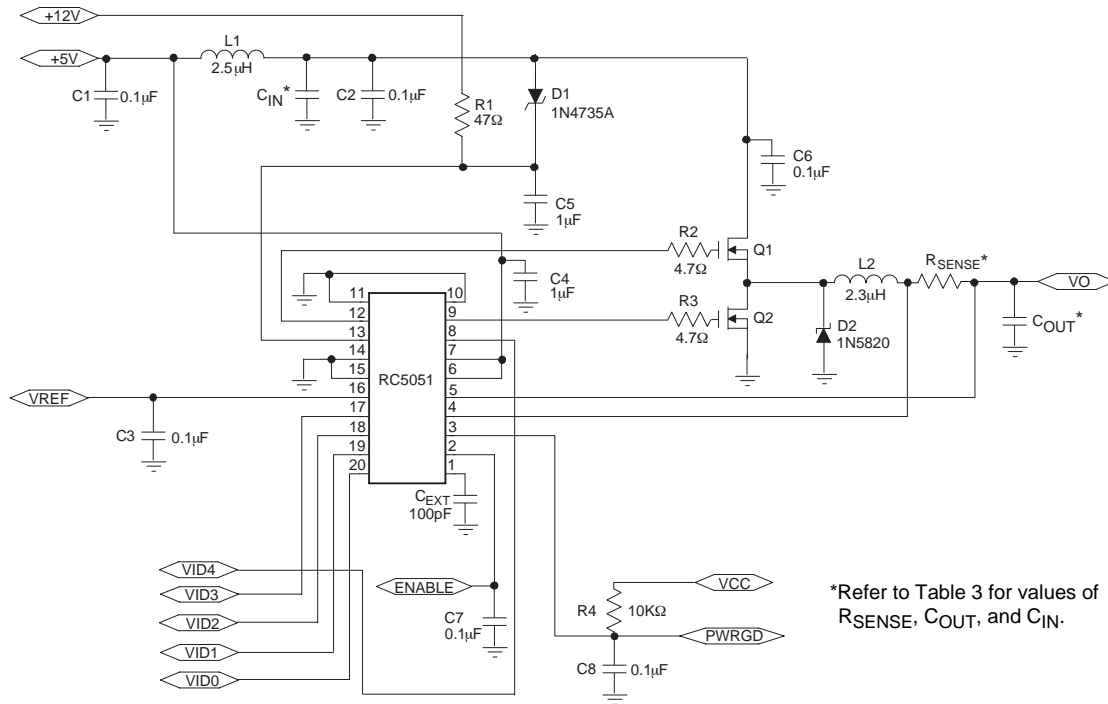 +12V
+5V
L1
2.5µH
C1
0.1µF
CIN*
C2
0.1µF
R1
47Ω
D1
1N4735A
C5
1µF
C6
0.1µF
R2
4.7Ω
Q1
C4
1µF
R3
4.7Ω
Q2
L2
2.3µH
RSENSE*
VO
COUT*
D2
1N5820
11
12
13
14
15
16
17
18
19
20
RC5051
10
9
8
7
6
5
4
3
2
1
VREF
C3
0.1µF
CEXT
100pF
VID4
VID3
VID2
VID1
VID0
ENABLE
C7
0.1µF
VCC
R4
10KΩ
PWRGD
C8
0.1µF
*Refer to Table 3 for values of
RSENSE, COUT, and CIN.